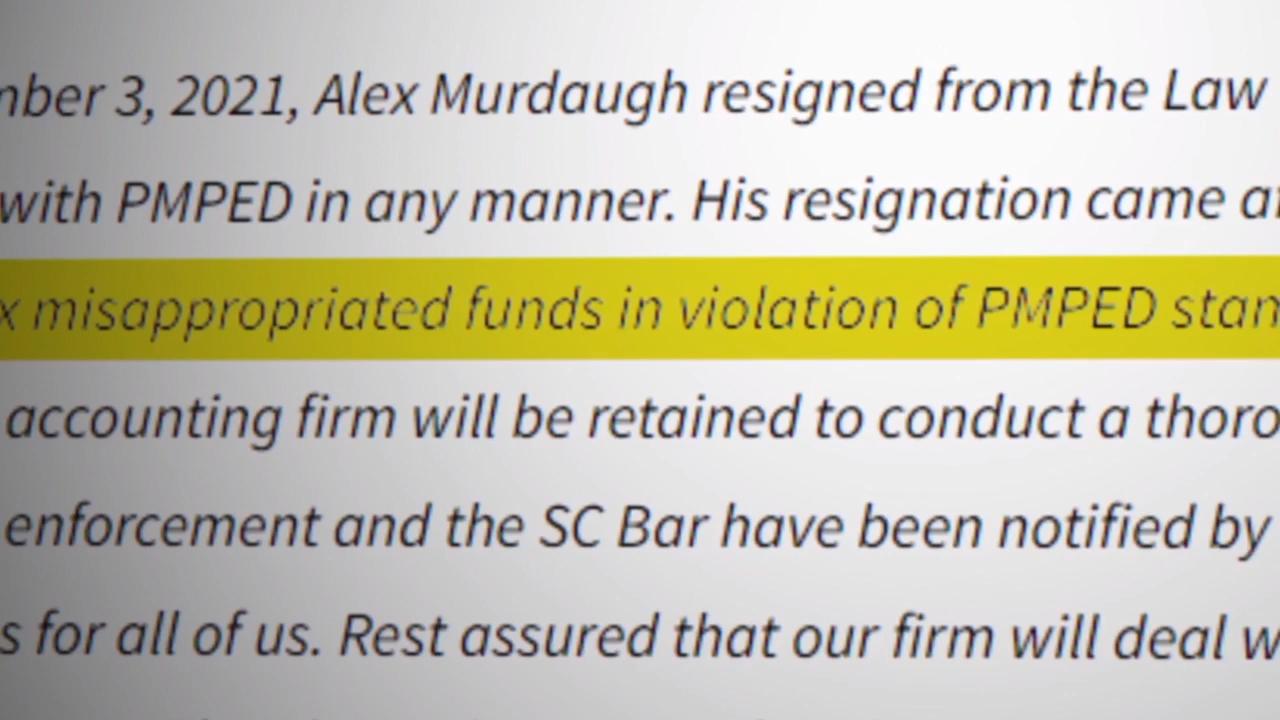 mber 3, 2021, Alex Murdaugh resigned from the Law
with PMPED in any manner. His resignation came af
x misappropriated funds in violation of PMPED stan
accounting firm will be retained to conduct a thoro
enforcement and the SC Bar have been notified by
s for all of us. Rest assured that our firm will deal w